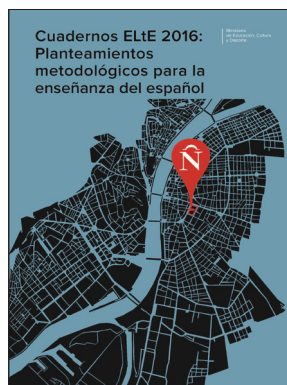 Cuadernos ELtE 2016:
Planteamientos
metodológicos para la
enseñanza del español
Ministerio
de Educación, Cultura
y Deporte
Ñ